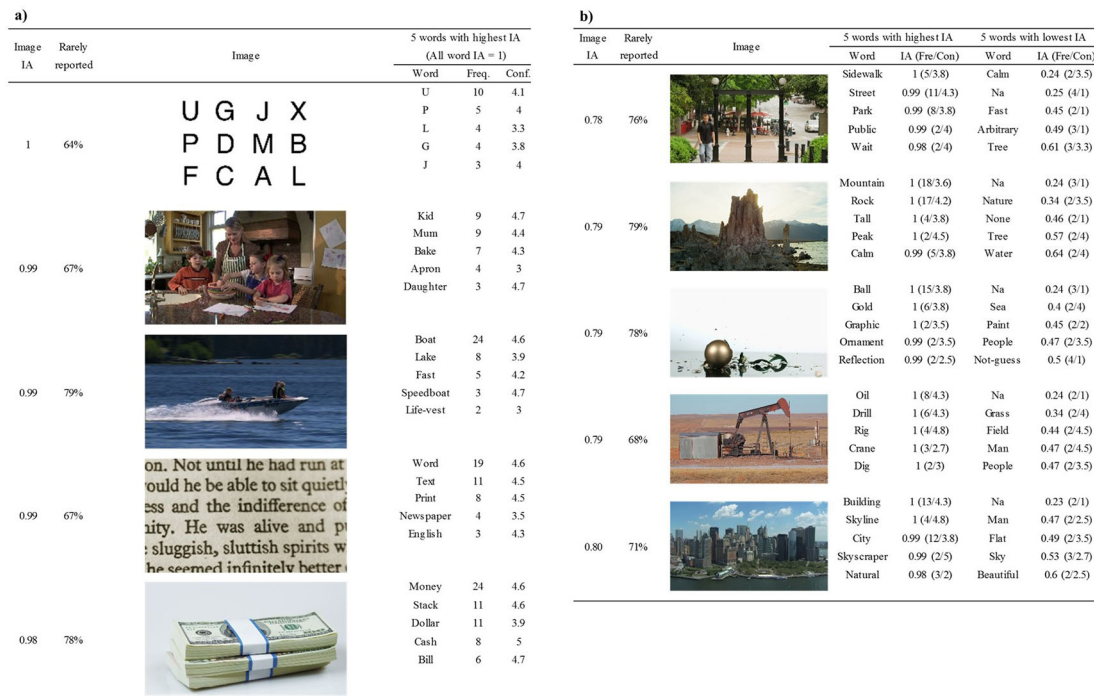 a)
Image IA Rarely reported Image 5 words with highest IA (All word IA = 1)
Word Freq. Conf.
1 64%
U G J X
P D M B
F C A L
U 10 4.1
P 5 4
L 4 3.3
G 4 3.8
J 3 4
0.99 67%
Kid 9 4.7
Mum 9 4.4
Bake 7 4.3
Apron 4 3
Daughter 3 4.7
0.99 79%
Boat 24 4.6
Lake 8 3.9
Fast 5 4.2
Speedboat 3 4.7
Life-vest 2 3
0.99 67%
on. Not until he had run at
ould he be able to sit quietly
ess and the indifference of
nity. He was alive and pu
sluggish, sluttish spirits w
he seemed infinitely better
Word 19 4.6
Text 11 4.5
Print 8 4.5
Newspaper 4 3.5
English 3 4.3
0.98 78%
Money 24 4.6
Stack 11 4.6
Dollar 11 3.9
Cash 8 5
Bill 6 4.7
b)
Image IA Rarely reported Image 5 words with highest IA 5 words with lowest IA
Word IA (Fre/Con) Word IA (Fre/Con)
0.78 76%
Sidewalk 1 (5/3.8) Calm 0.24 (2/3.5)
Street 0.99 (11/4.3) Na 0.25 (4/1)
Park 0.99 (8/3.8) Fast 0.45 (2/1)
Public 0.99 (2/4) Arbitrary 0.49 (3/1)
Wait 0.98 (2/4) Tree 0.61 (3/3.3)
0.79 79%
Mountain 1 (18/3.6) Na 0.24 (3/1)
Rock 1 (17/4.2) Nature 0.34 (2/3.5)
Tall 1 (4/3.8) None 0.46 (2/1)
Peak 1 (2/4.5) Tree 0.57 (2/4)
Calm 0.99 (5/3.8) Water 0.64 (2/4)
0.79 78%
Ball 1 (15/3.8) Na 0.24 (3/1)
Gold 1 (6/3.8) Sea 0.4 (2/4)
Graphic 1 (2/3.5) Paint 0.45 (2/2)
Ornament 0.99 (2/3.5) People 0.47 (2/3.5)
Reflection 0.99 (2/2.5) Not-guess 0.5 (4/1)
0.79 68%
Oil 1 (8/4.3) Na 0.24 (2/1)
Drill 1 (6/4.3) Grass 0.34 (2/4)
Rig 1 (4/4.8) Field 0.44 (2/4.5)
Crane 1 (3/2.7) Man 0.47 (2/4.5)
Dig 1 (2/3) People 0.47 (2/3.5)
0.80 71%
Building 1 (13/4.3) Na 0.23 (2/1)
Skyline 1 (4/4.8) Man 0.47 (2/2.5)
City 0.99 (12/3.8) Flat 0.49 (2/3.5)
Skyscraper 0.99 (2/5) Sky 0.53 (3/2.7)
Natural 0.98 (3/2) Beautiful 0.6 (2/2.5)